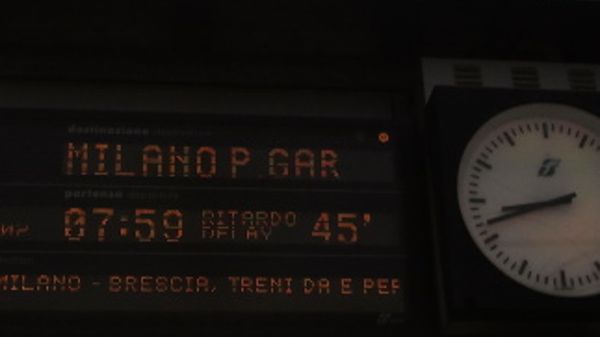 destinazione
MILANO P.GAR
partenza
07:59 RITARDO DELAY 45'
MILANO - BRESCIA, TRENI DA E PER